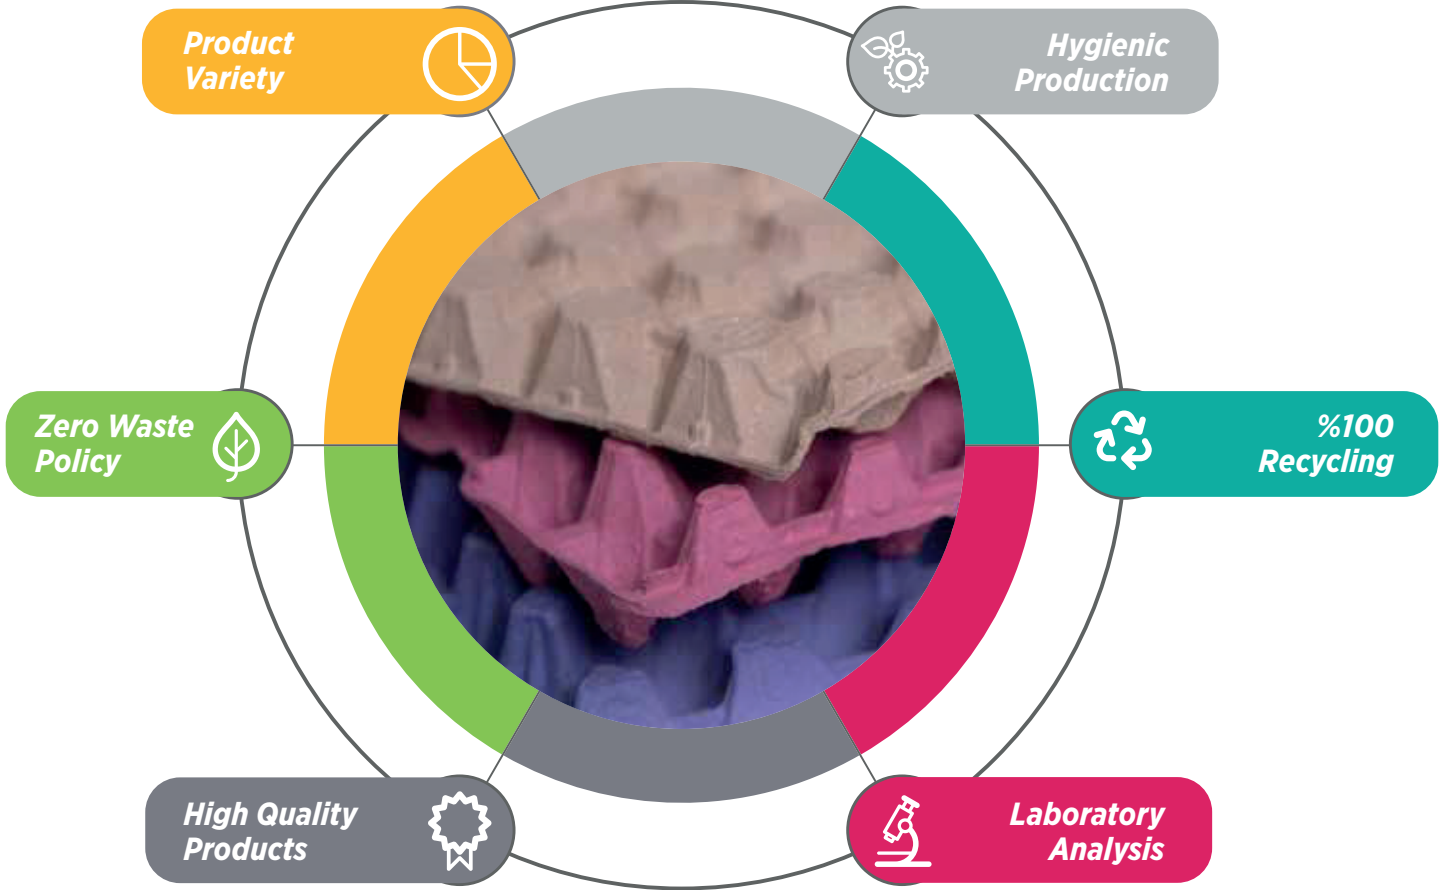 Product
Variety
Hygienic
Production
Zero Waste
Policy
%100
Recycling
High Quality
Products
Laboratory
Analysis